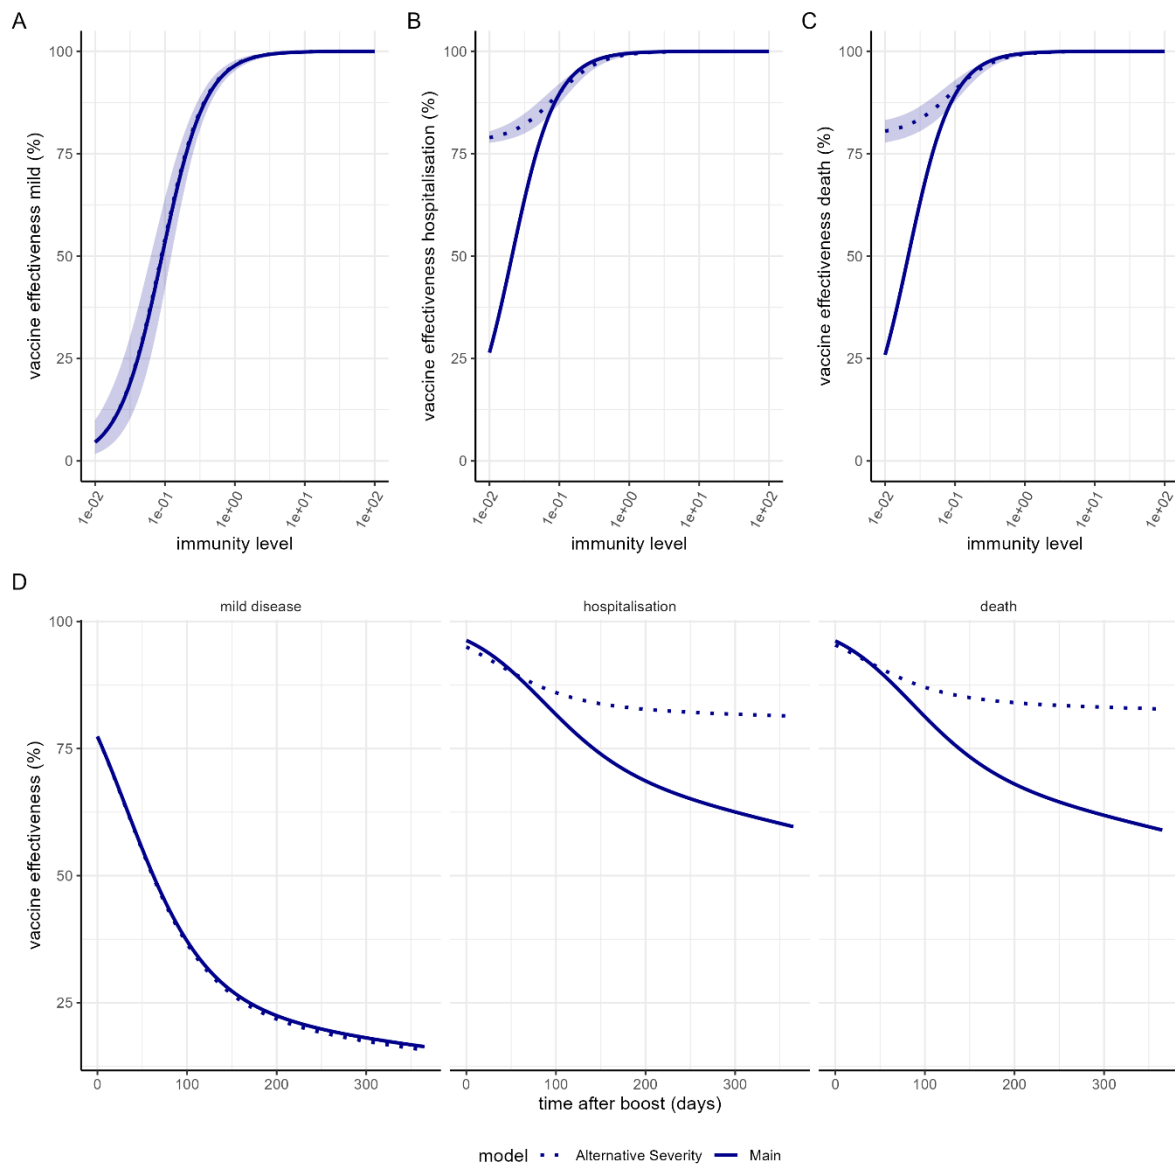 A
B
C
vaccine effectiveness mild (%)
100
75
50
25
0
1e-02
1e-01
1e+00
1e+01
1e+02
immunity level
vaccine effectiveness hospitalisation (%)
100
75
50
25
0
1e-02
1e-01
1e+00
1e+01
1e+02
immunity level
vaccine effectiveness death (%)
100
75
50
25
0
1e-02
1e-01
1e+00
1e+01
1e+02
immunity level
D
mild disease
hospitalisation
death
vaccine effectiveness (%)
100
75
50
25
0 100 200 300
0 100 200 300
0 100 200 300
time after boost (days)
model Alternative Severity Main